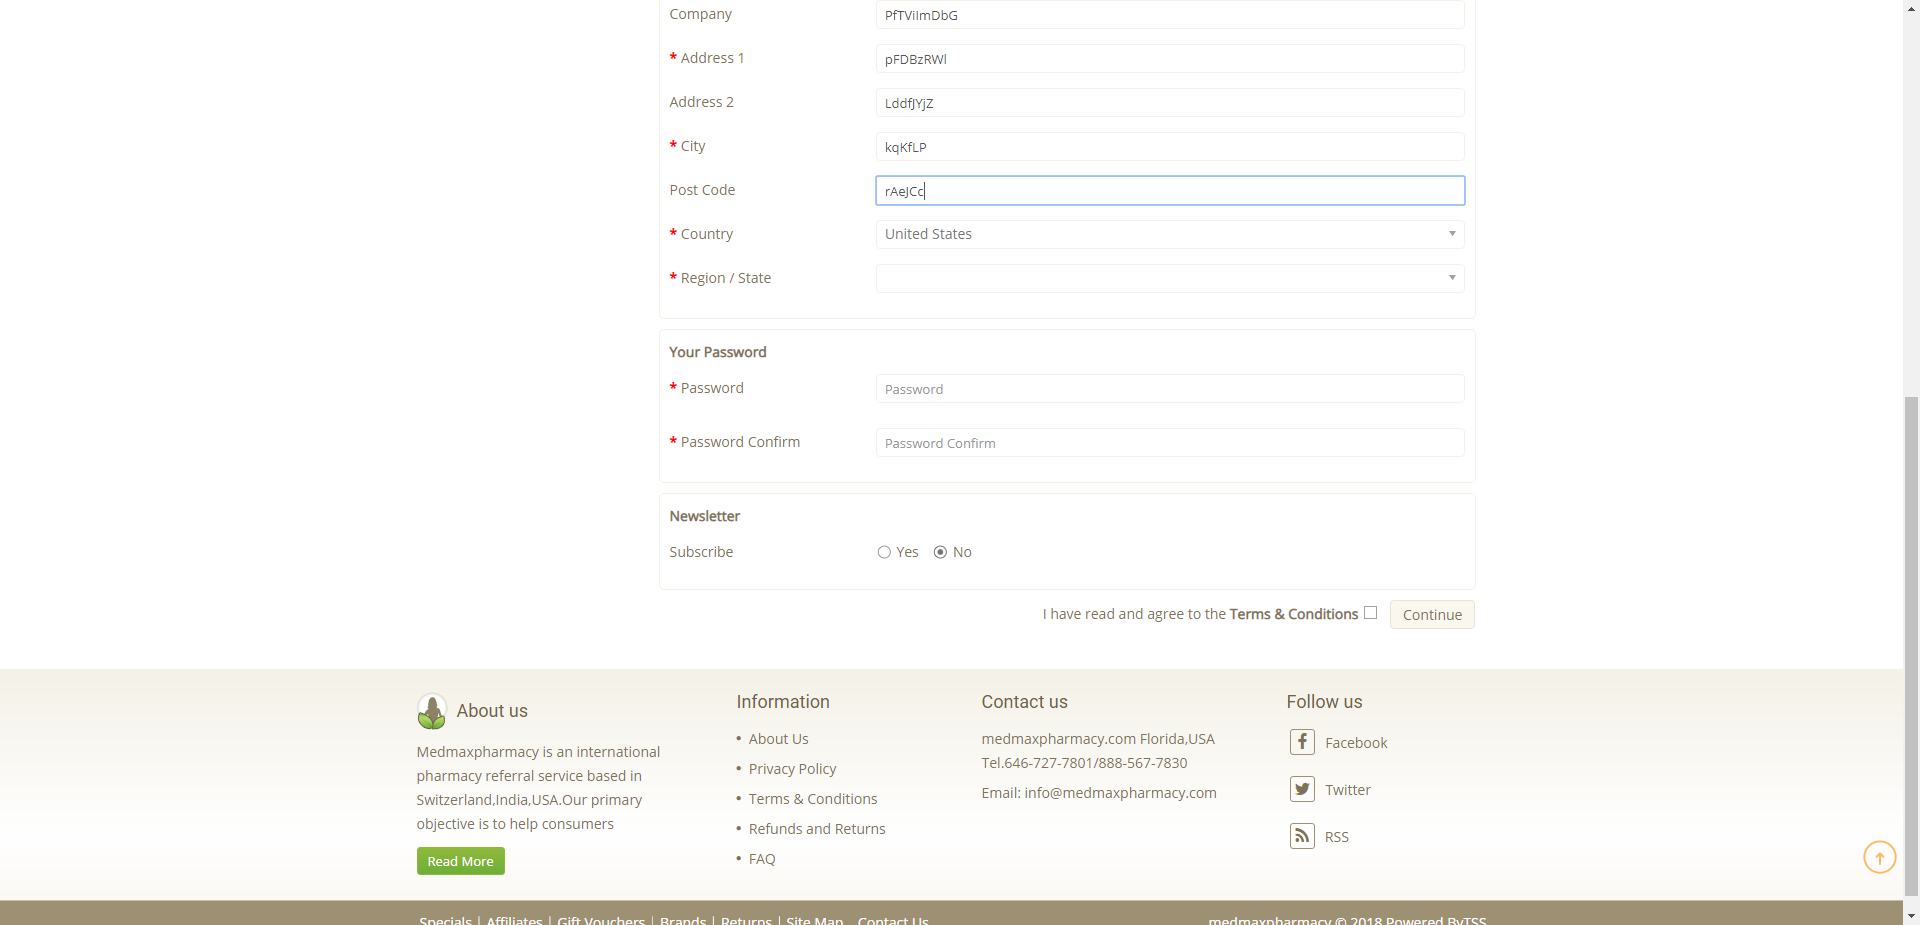 Company PfTViImDbG
* Address 1 pFDBzRWl
Address 2 LddfJYjZ
* City kqKfLP
Post Code rAeJCc
* Country United States
* Region / State
Your Password
* Password Password
* Password Confirm Password Confirm
Newsletter
Subscribe Yes No
I have read and agree to the Terms & Conditions Continue
About us
Medmaxpharmacy is an international
pharmacy referral service based in
Switzerland,India,USA.Our primary
objective is to help consumers
Read More
Information
• About Us
• Privacy Policy
• Terms & Conditions
• Refunds and Returns
• FAQ
Contact us
medmaxpharmacy.com Florida,USA
Tel.646-727-7801/888-567-7830
Email: info@medmaxpharmacy.com
Follow us
Facebook
Twitter
RSS
Specials | Affiliates | Gift Vouchers | Brands | Returns | Site Map Contact Us
medmaxpharmacy © 2018 Powered ByTSS